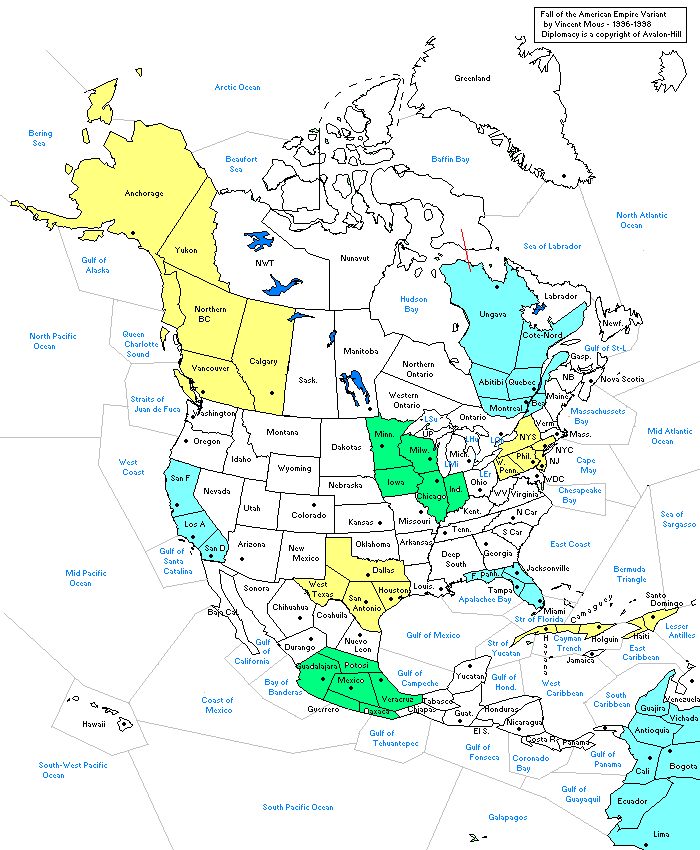 Fall of the American Empire Variant
by Vincent Mous - 1996-1998
Diplomacy is a copyright of Avalon-Hill
Greenland
Arctic Ocean
Bering
Sea
Beaufort
Sea
Baffin Bay
Anchorage
North Atlantic
Ocean
Yukon
Sea of Labrador
Gulf of
Alaska
NWT
Nunavut
Hudson
Bay
Labrador
Northern
BC
Ungava
Newf.
North Pacific
Ocean
Queen
Charlotte
Sound
Cote-Nord
Gulf of St-L
Manitoba
Gasp.
Vancouver
Calgary
Northern
Ontario
Sask.
Abitibi
Quebec
NB
Nova Scotia
Straits of
Juan de Fuca
Western
Ontario
Maine
Montreal
Bea
Massachussets
Bay
Washington
Ontario
LSu
Verm.
Mid Atlantic
Ocean
Oregon
Montana
Minn.
UP
LHu
LOn
NYS
Mass.
Dakotas
Milw.
Mich.
NYC
Idaho
West
Coast
Wyoming
LMi
Phil.
NJ
Cape
May
W.
Penn.
LEr
San F
Nevada
Nebraska
Iowa
Chicago
Ind.
Ohio
WDC
Chesapeake
Bay
WV
Virginia
Utah
Colorado
Kansas
Missouri
Kent.
N Car
Sea of
Sargasso
Los A
Tenn.
S Car
Arizona
New
Mexico
Oklahoma
Arkansas
East Coast
San D
Deep
South
Georgia
Gulf of
Santa
Catalina
Dallas
Jacksonville
Bermuda
Triangle
Mid Pacific
Ocean
F. Panh.
Sonora
West
Texas
Houston
Louis.
Tampa
San
Antonio
Apalachee Bay
Santo
Domingo
Baja Cal.
Chihuahua
Miami
Camaguey
Coahuila
Str of Florida
Lesser
Antilles
Gulf of
California
Durango
Nuevo
Leon
Gulf of Mexico
Str of
Yucatan
Havana
Cayman
Trench
Holguin
Haiti
East
Caribbean
Jamaica
Guadalajara
Potosi
Yucatan
Bay of
Banderas
Mexico
Gulf of
Campeche
Gulf of
Hond.
West
Caribbean
South
Caribbean
Venezuela
Coast of
Mexico
Veracruz
Tabasco
Guajira
Guerrero
Oaxaca
Chiapas
Guat.
Honduras
Vichada
Hawaii
Nicaragua
Antioquia
El S.
Costa R.
Panama
Gulf of
Tehuantepec
Gulf of
Fonseca
Coronado
Bay
Gulf of
Panama
South-West Pacific
Ocean
Cali
Bogota
Gulf of
Guayaquil
Ecuador
South Pacific Ocean
Galapagos
Lima